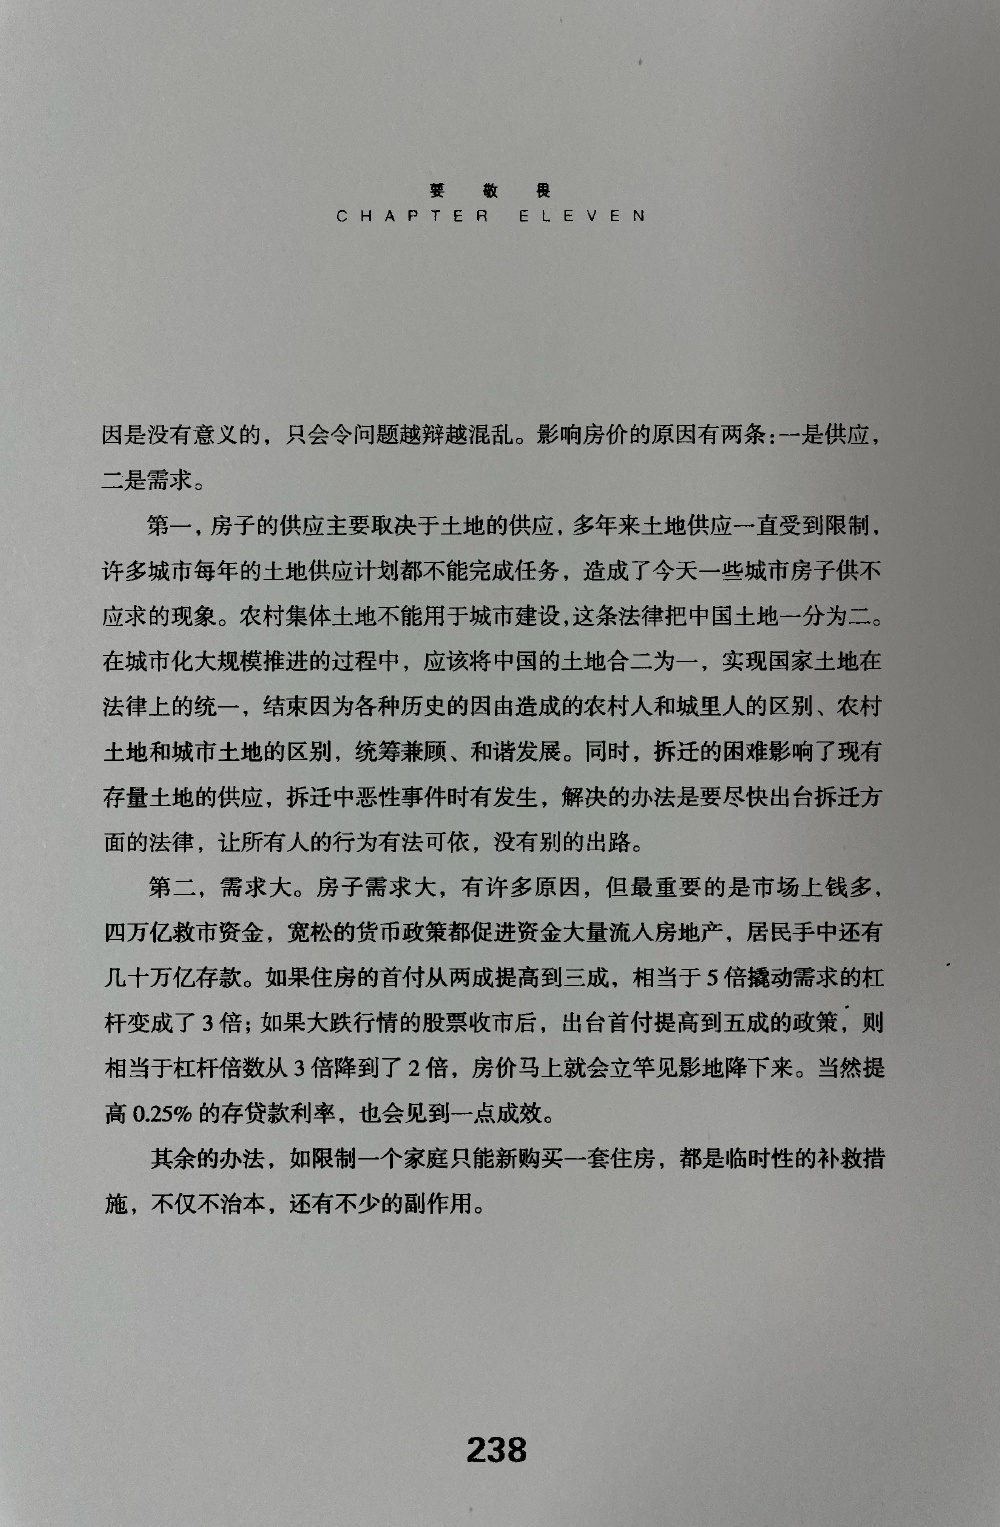 要敬畏
CHAPTER ELEVEN
因是没有意义的，只会令问题越辩越混乱。影响房价的原因有两条：一是供应，
二是需求。
第一，房子的供应主要取决于土地的供应，多年来土地供应一直受到限制，
许多城市每年的土地供应计划都不能完成任务，造成了今天一些城市房子供不
应求的现象。农村集体土地不能用于城市建设，这条法律把中国土地一分为二。
在城市化大规模推进的过程中，应该将中国的土地合二为一，实现国家土地在
法律上的统一，结束因为各种历史的因由造成的农村人和城里人的区别、农村
土地和城市土地的区别，统筹兼顾、和谐发展。同时，拆迁的困难影响了现有
存量土地的供应，拆迁中恶性事件时有发生，解决的办法是要尽快出台拆迁方
面的法律，让所有人的行为有法可依，没有别的出路。
第二，需求大。房子需求大，有许多原因，但最重要的是市场上钱多，
四万亿救市资金，宽松的货币政策都促进资金大量流入房地产，居民手中还有
几十万亿存款。如果住房的首付从两成提高到三成，相当于 5 倍撬动需求的杠
杆变成了 3 倍；如果大跌行情的股票收市后，出台首付提高到五成的政策，则
相当于杠杆倍数从 3 倍降到了 2 倍，房价马上就会立竿见影地降下来。当然提
高 0.25% 的存贷款利率，也会见到一点成效。
其余的办法，如限制一个家庭只能新购买一套住房，都是临时性的补救措
施，不仅不治本，还有不少的副作用。
238